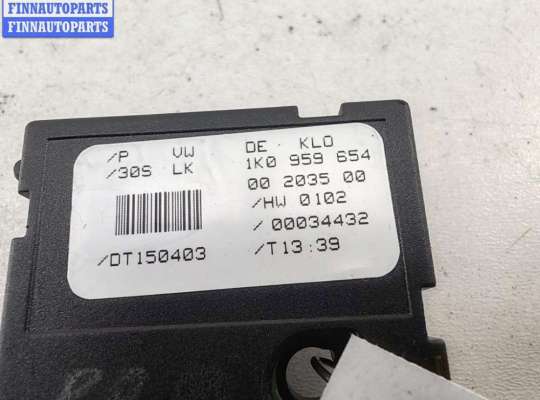 FINNAUTOPARTS
FINNAUTOPARTS
/P VW DE KLO
/30S LK 1K0 959 654
00 2035 00
/HW 0102
/ 00034432
/DT150403 /T13:39